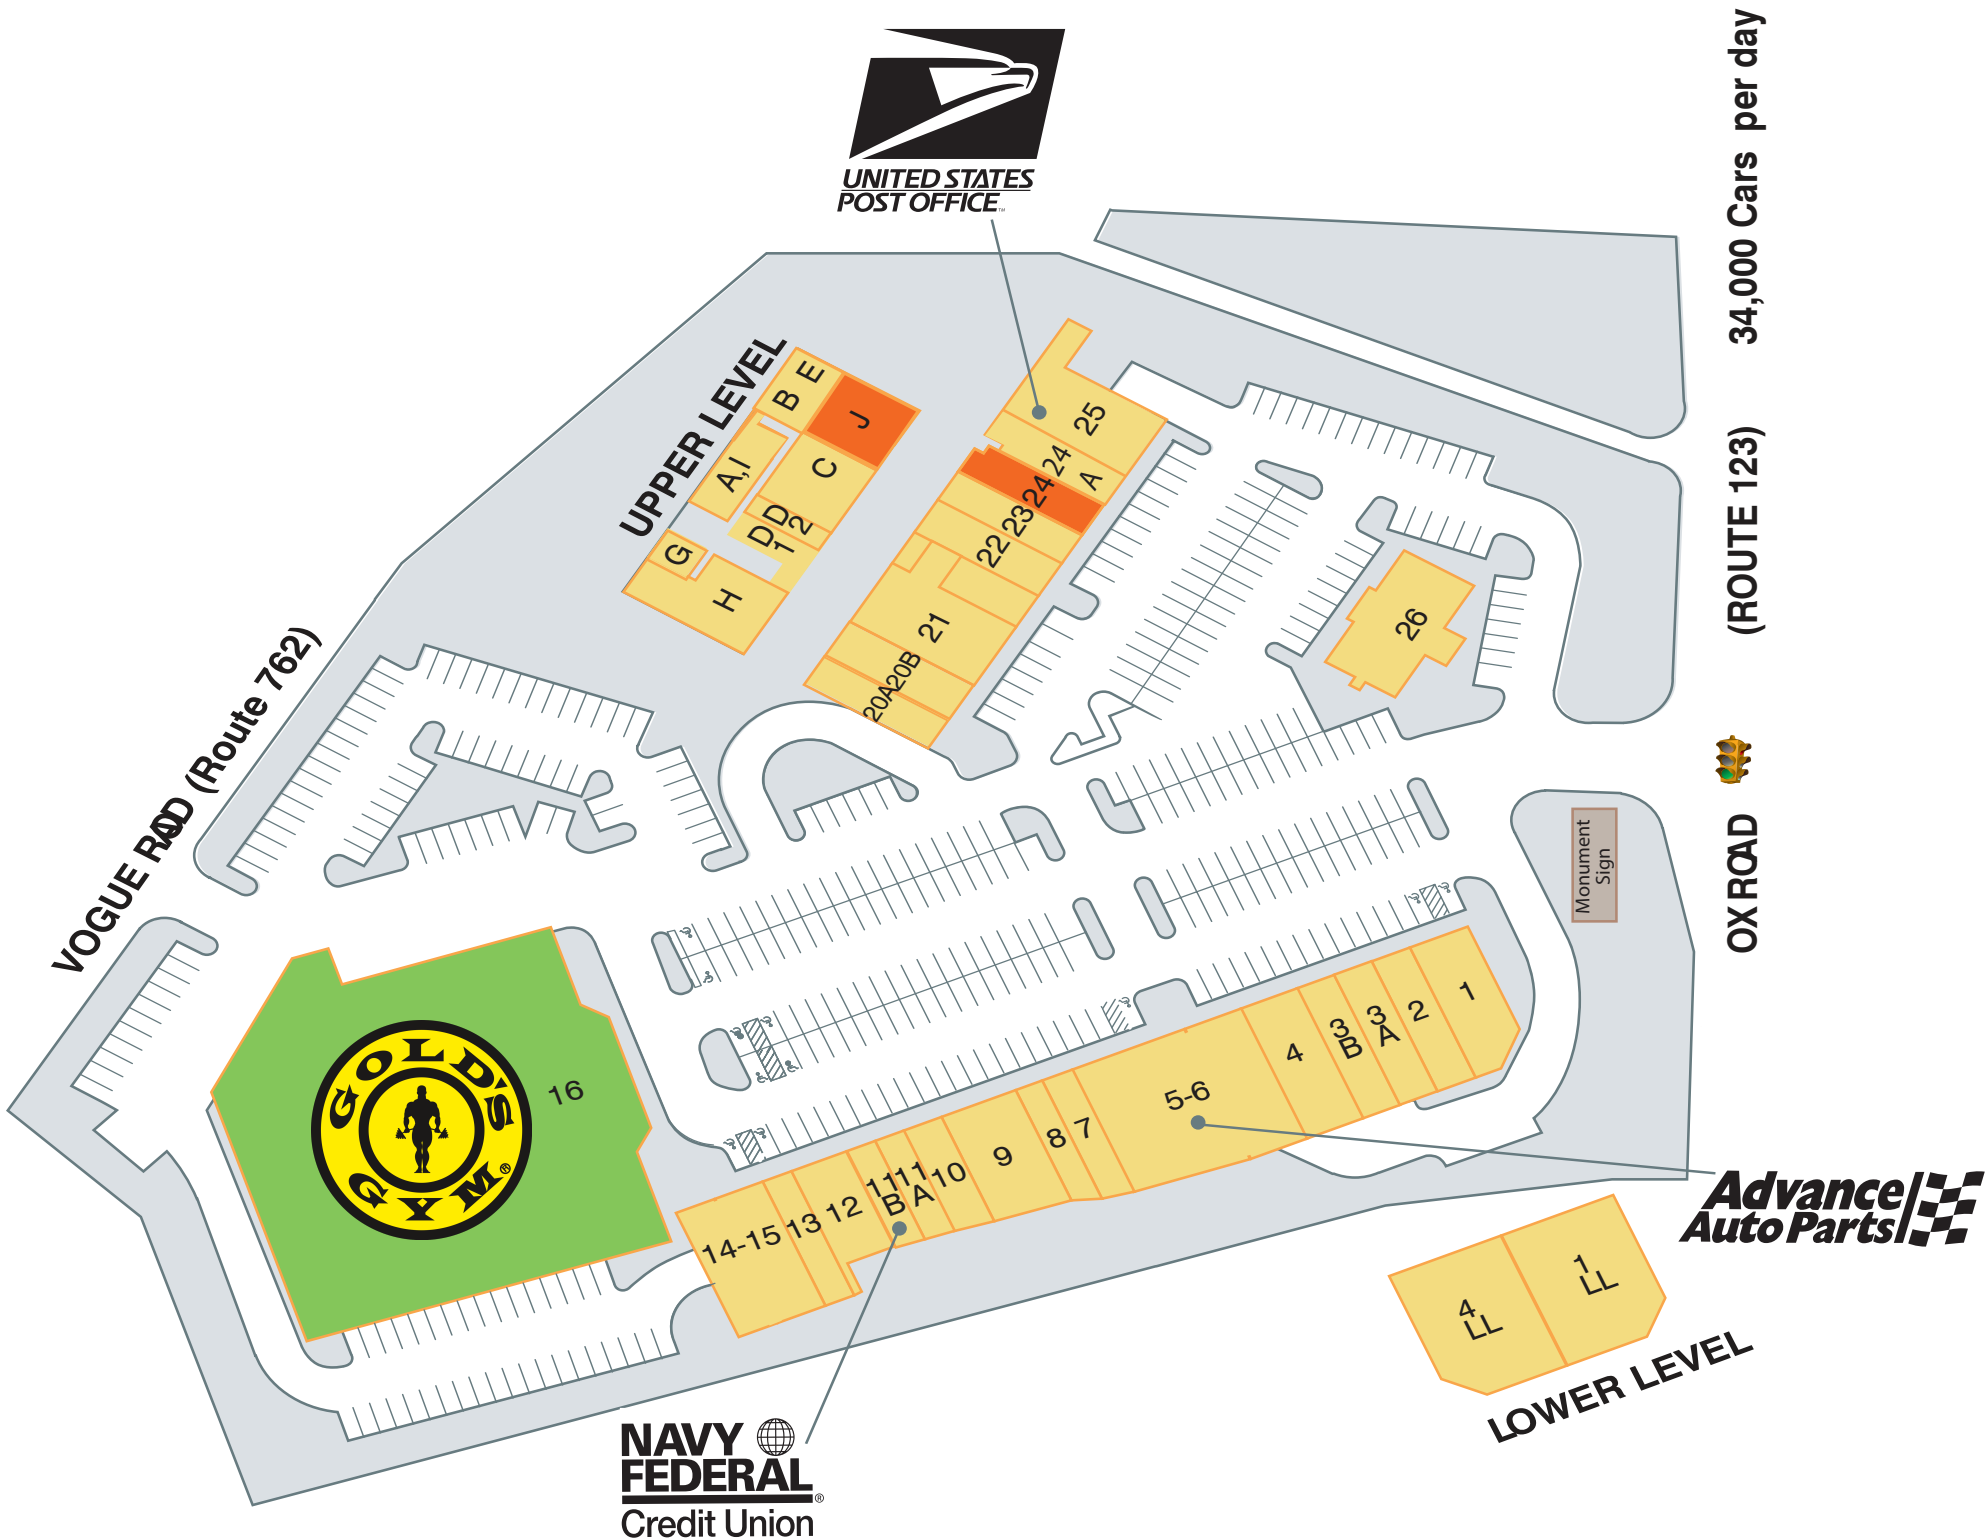 UNITED STATES
POST OFFICE™
34,000 Cars per day
(ROUTE 123)
OX ROAD
UPPER LEVEL
B E
J
A,I
C
D
2
D
1
G
H
25
24
A
24
23
22
21
20B
20A
26
VOGUE ROAD (Route 762)
Monument
Sign
GOLD'S
GYM®
16
1
2
3
A
3
B
4
5-6
7
8
9
10
11
A
11
B
12
13
14-15
Advance
Auto Parts
1
LL
4
LL
LOWER LEVEL
NAVY
FEDERAL®
Credit Union